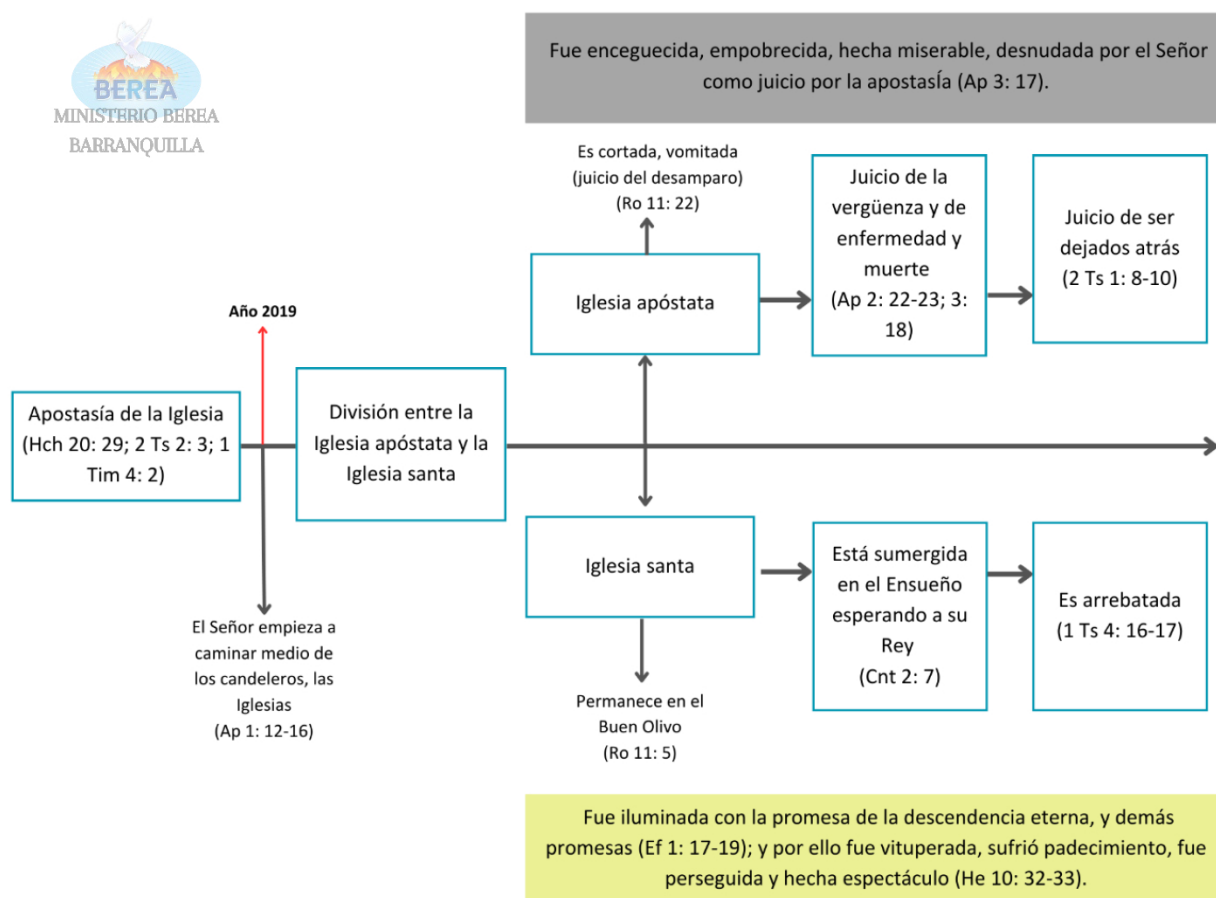 BEREA
MINISTERIO BEREA
BARRANQUILLA
Fue enceguecida, empobrecida, hecha miserable, desnudada por el Señor
como juicio por la apostasÍa (Ap 3: 17).
Es cortada, vomitada
(juicio del desamparo)
(Ro 11: 22)
Iglesia apóstata
Juicio de la
vergüenza y de
enfermedad y
muerte
(Ap 2: 22-23; 3:
18)
Juicio de ser
dejados atrás
(2 Ts 1: 8-10)
Año 2019
Apostasía de la Iglesia
(Hch 20: 29; 2 Ts 2: 3; 1
Tim 4: 2)
División entre la
Iglesia apóstata y la
Iglesia santa
El Señor empieza a
caminar medio de
los candeleros, las
Iglesias
(Ap 1: 12-16)
Iglesia santa
Está sumergida
en el Ensueño
esperando a su
Rey
(Cnt 2: 7)
Es arrebatada
(1 Ts 4: 16-17)
Permanece en el
Buen Olivo
(Ro 11: 5)
Fue iluminada con la promesa de la descendencia eterna, y demás
promesas (Ef 1: 17-19); y por ello fue vituperada, sufrió padecimiento, fue
perseguida y hecha espectáculo (He 10: 32-33).